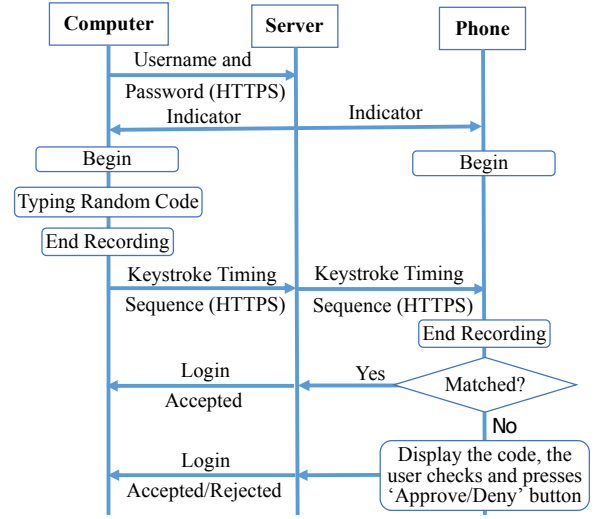 Computer
Server
Phone
Username and
Password (HTTPS)
Indicator
Indicator
Begin
Begin
Typing Random Code
End Recording
Keystroke Timing
Keystroke Timing
Sequence (HTTPS)
Sequence (HTTPS)
End Recording
Login
Yes
Matched?
Accepted
No
Login
Display the code, the
user checks and presses
‘Approve/Deny’ button
Accepted/Rejected